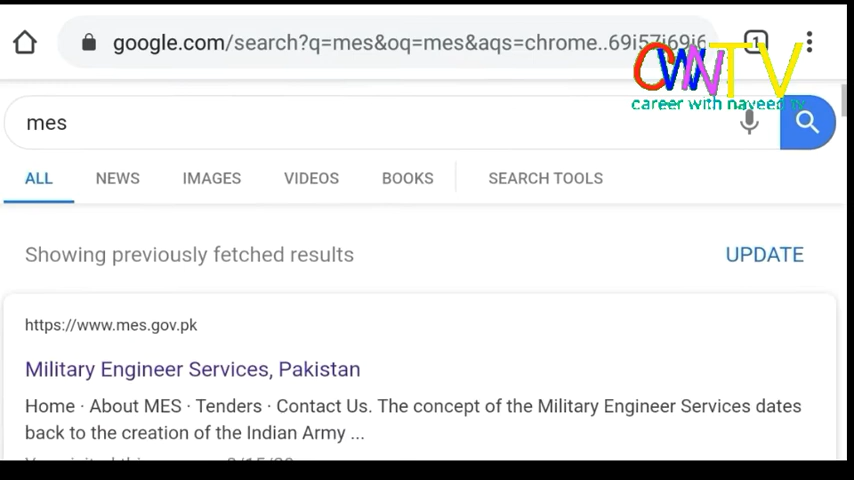 google.com/search?q=mes&oq=mes&aqs=chrome..69i57j69i6
1
CWNTV
career with naveed tv
mes
ALL NEWS IMAGES VIDEOS BOOKS SEARCH TOOLS
Showing previously fetched results UPDATE
https://www.mes.gov.pk
Military Engineer Services, Pakistan
Home · About MES · Tenders · Contact Us. The concept of the Military Engineer Services dates
back to the creation of the Indian Army ...